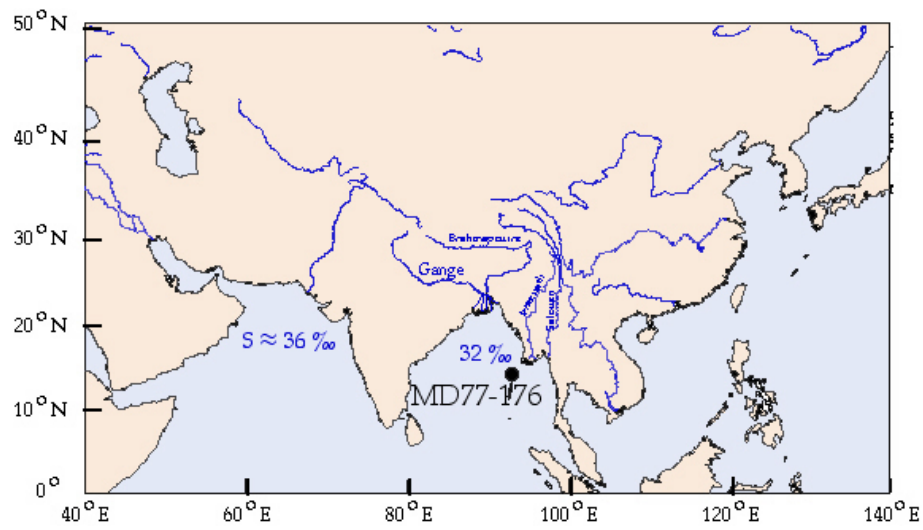 50°N
40°N
30°N
20°N
10°N
0°
Brahmapoutre
Gange
Irrawady
Salouen
S ≈ 36 ‰
32 ‰
MD77-176
40°E
60°E
80°E
100°E
120°E
140°E